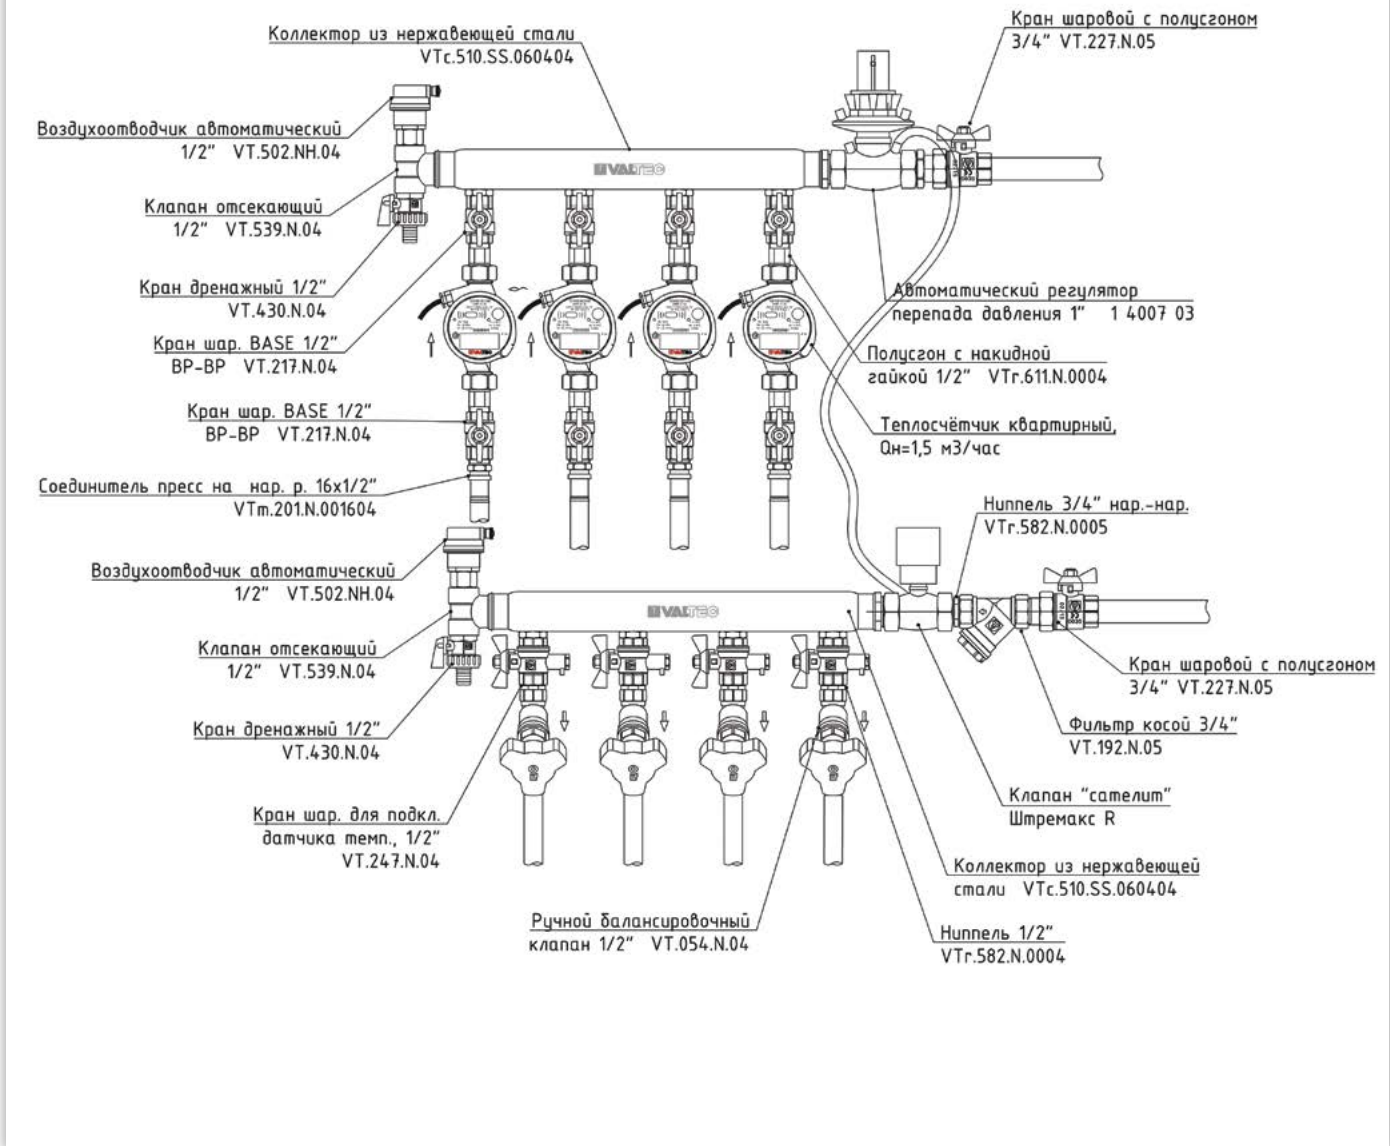 Кран шаровой с полусгоном
3/4" VT.227.N.05
Коллектор из нержавеющей стали
VTc.510.SS.060404
Воздухоотводчик автоматический
1/2" VT.502.NH.04
VALTEC
Клапан отсекающий
1/2" VT.539.N.04
Кран дренажный 1/2"
VT.430.N.04
Автоматический регулятор
перепада давления 1" 1 4007 03
Кран шар. BASE 1/2"
ВР-ВР VT.217.N.04
Полусгон с накидной
гайкой 1/2" VTr.611.N.0004
VALTEC
VALTEC
VALTEC
VALTEC
Кран шар. BASE 1/2"
ВР-ВР VT.217.N.04
Теплосчётчик квартирный,
Qн=1,5 м3/час
Соединитель пресс на нар. р. 16х1/2"
VTm.201.N.001604
Ниппель 3/4" нар.-нар.
VTr.582.N.0005
Воздухоотводчик автоматический
1/2" VT.502.NH.04
VALTEC
Клапан отсекающий
1/2" VT.539.N.04
Кран шаровой с полусгоном
3/4" VT.227.N.05
Кран дренажный 1/2"
VT.430.N.04
Фильтр косой 3/4"
VT.192.N.05
Клапан "сателит"
Штремакс R
Кран шар. для подкл.
датчика темп., 1/2"
VT.247.N.04
Коллектор из нержавеющей
стали VTc.510.SS.060404
Ручной балансировочный
клапан 1/2" VT.054.N.04
Ниппель 1/2"
VTr.582.N.0004